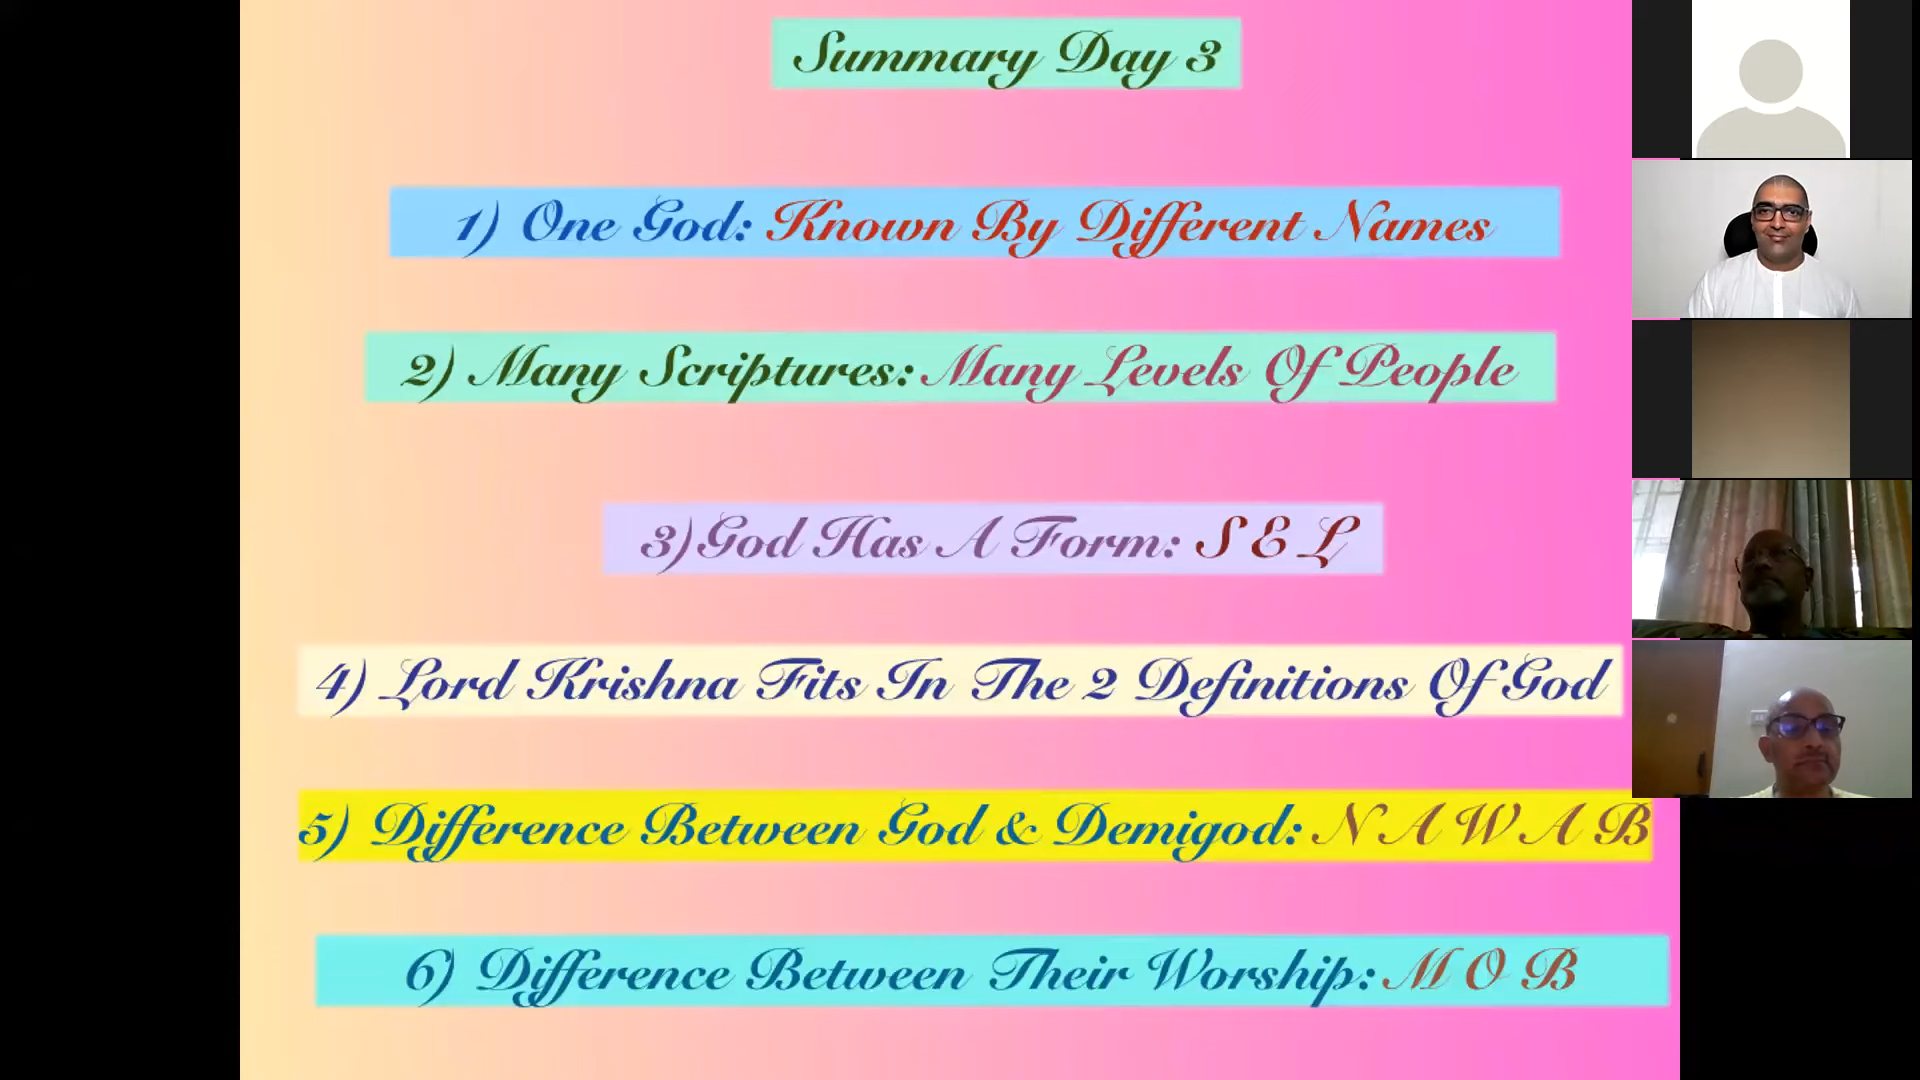 Summary Day 3
1) One God: Known By Different Names
2) Many Scriptures: Many Levels Of People
3)God Has A Form: S E L
4) Lord Krishna Fits In The 2 Definitions Of God
5) Difference Between God & Demigod: N A W A B
6) Difference Between Their Worship: M O B